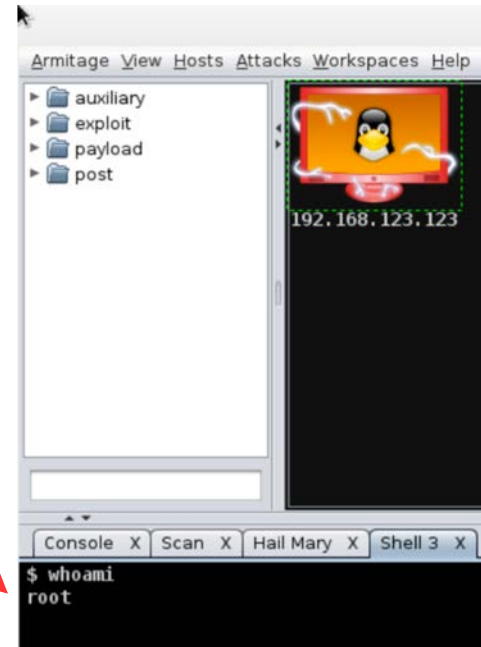 Armitage View Hosts Attacks Workspaces Help
auxiliary
exploit
payload
post
192.168.123.123
Console X Scan X Hail Mary X Shell 3 X
$ whoami
root